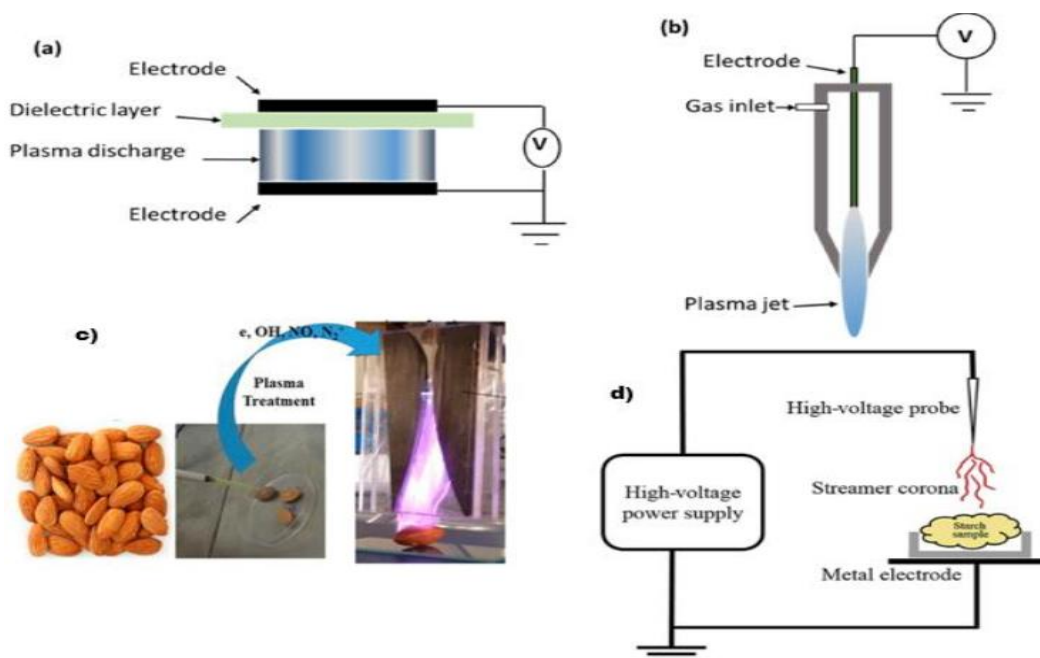 (a)
Electrode
Dielectric layer
Plasma discharge
Electrode
V
(b)
V
Electrode
Gas inlet
Plasma jet
c)
e, OH, NO, N₂⁺
Plasma
Treatment
d)
High-voltage probe
Streamer corona
High-voltage
power supply
Starch
sample
Metal electrode